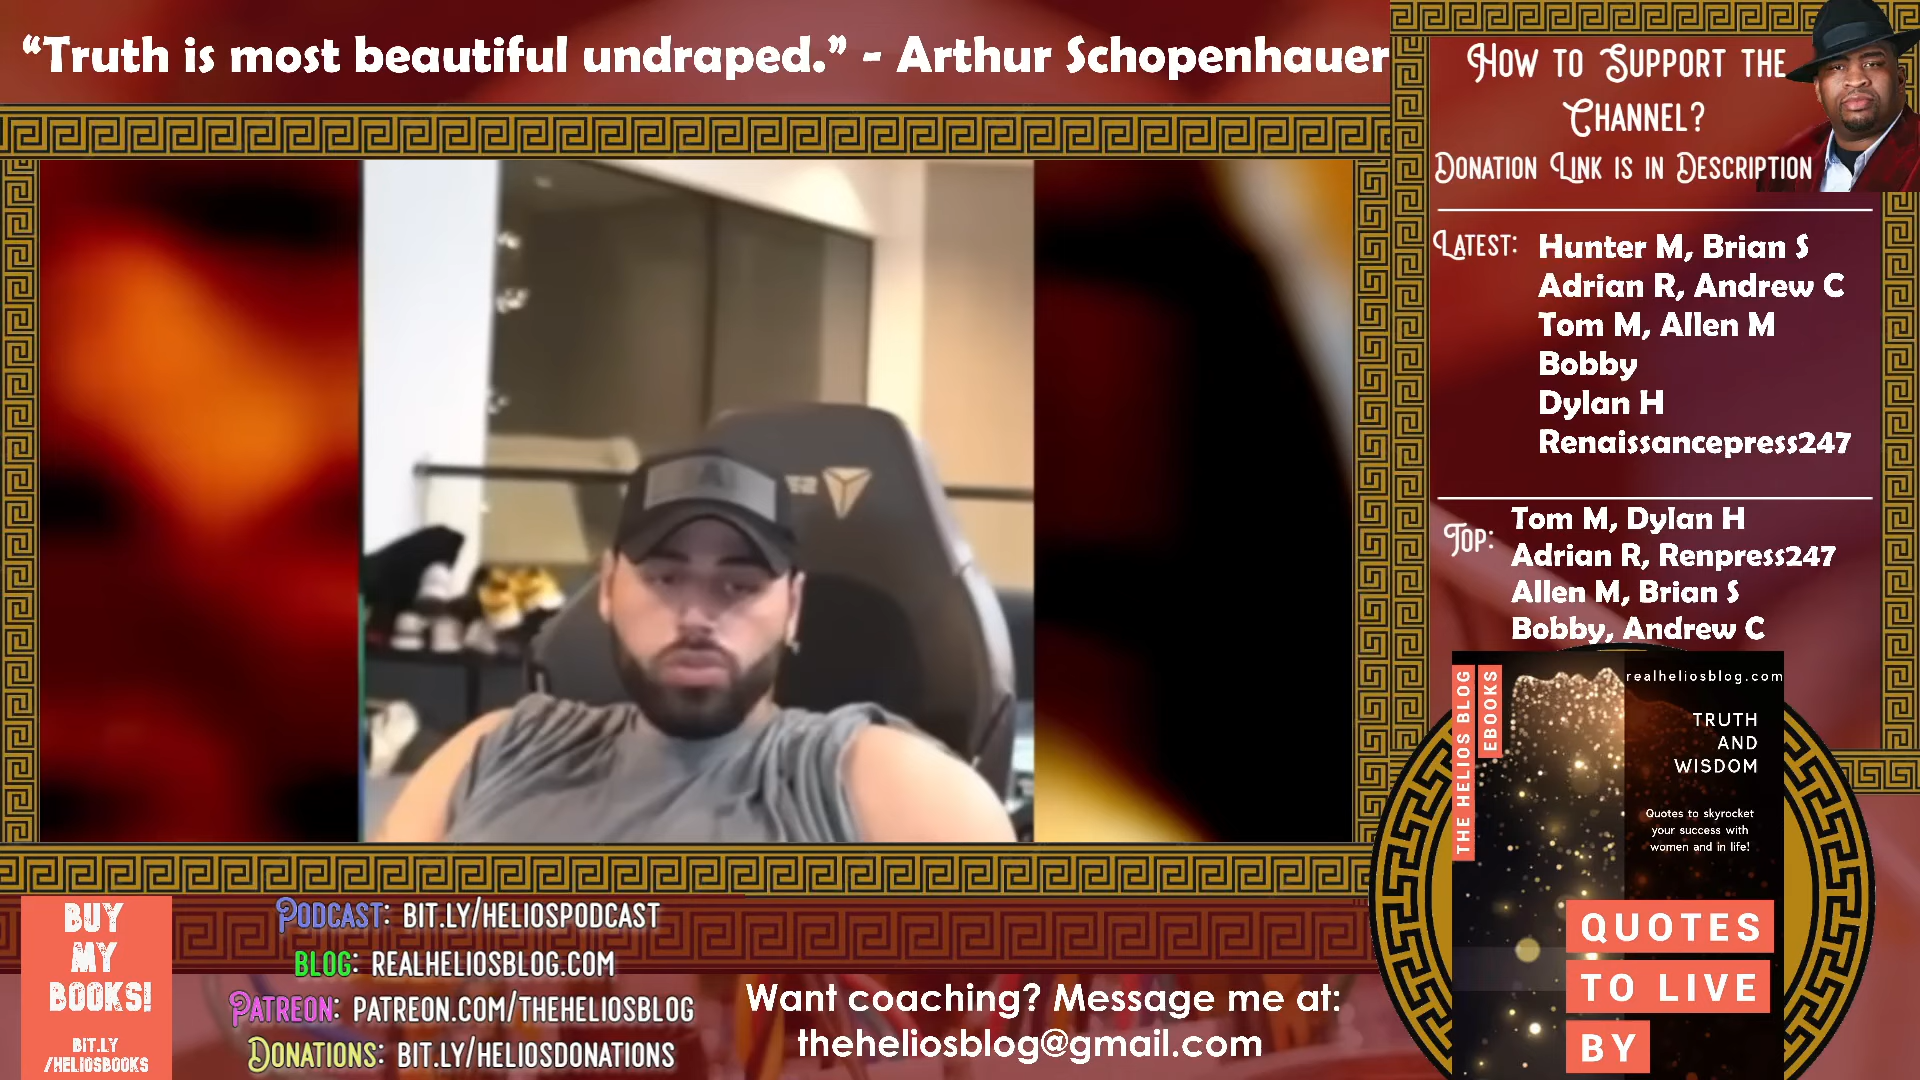 “Truth is most beautiful undraped.” - Arthur Schopenhauer
How to Support the
Channel?
Donation Link is in Description
Latest:
Hunter M, Brian S
Adrian R, Andrew C
Tom M, Allen M
Bobby
Dylan H
Renaissancepress247
Top:
Tom M, Dylan H
Adrian R, Renpress247
Allen M, Brian S
Bobby, Andrew C
THE HELIOS BLOG
EBOOKS
realheliosblog.com
TRUTH
AND
WISDOM
Quotes to skyrocket
your success with
women and in life!
QUOTES
TO LIVE
BY
BUY
MY
BOOKS!
BIT.LY
/HELIOSBOOKS
Podcast: BIT.LY/HELIOSPODCAST
BLOG: REALHELIOSBLOG.COM
Patreon: PATREON.COM/THEHELIOSBLOG
Donations: BIT.LY/HELIOSDONATIONS
Want coaching? Message me at:
theheliosblog@gmail.com